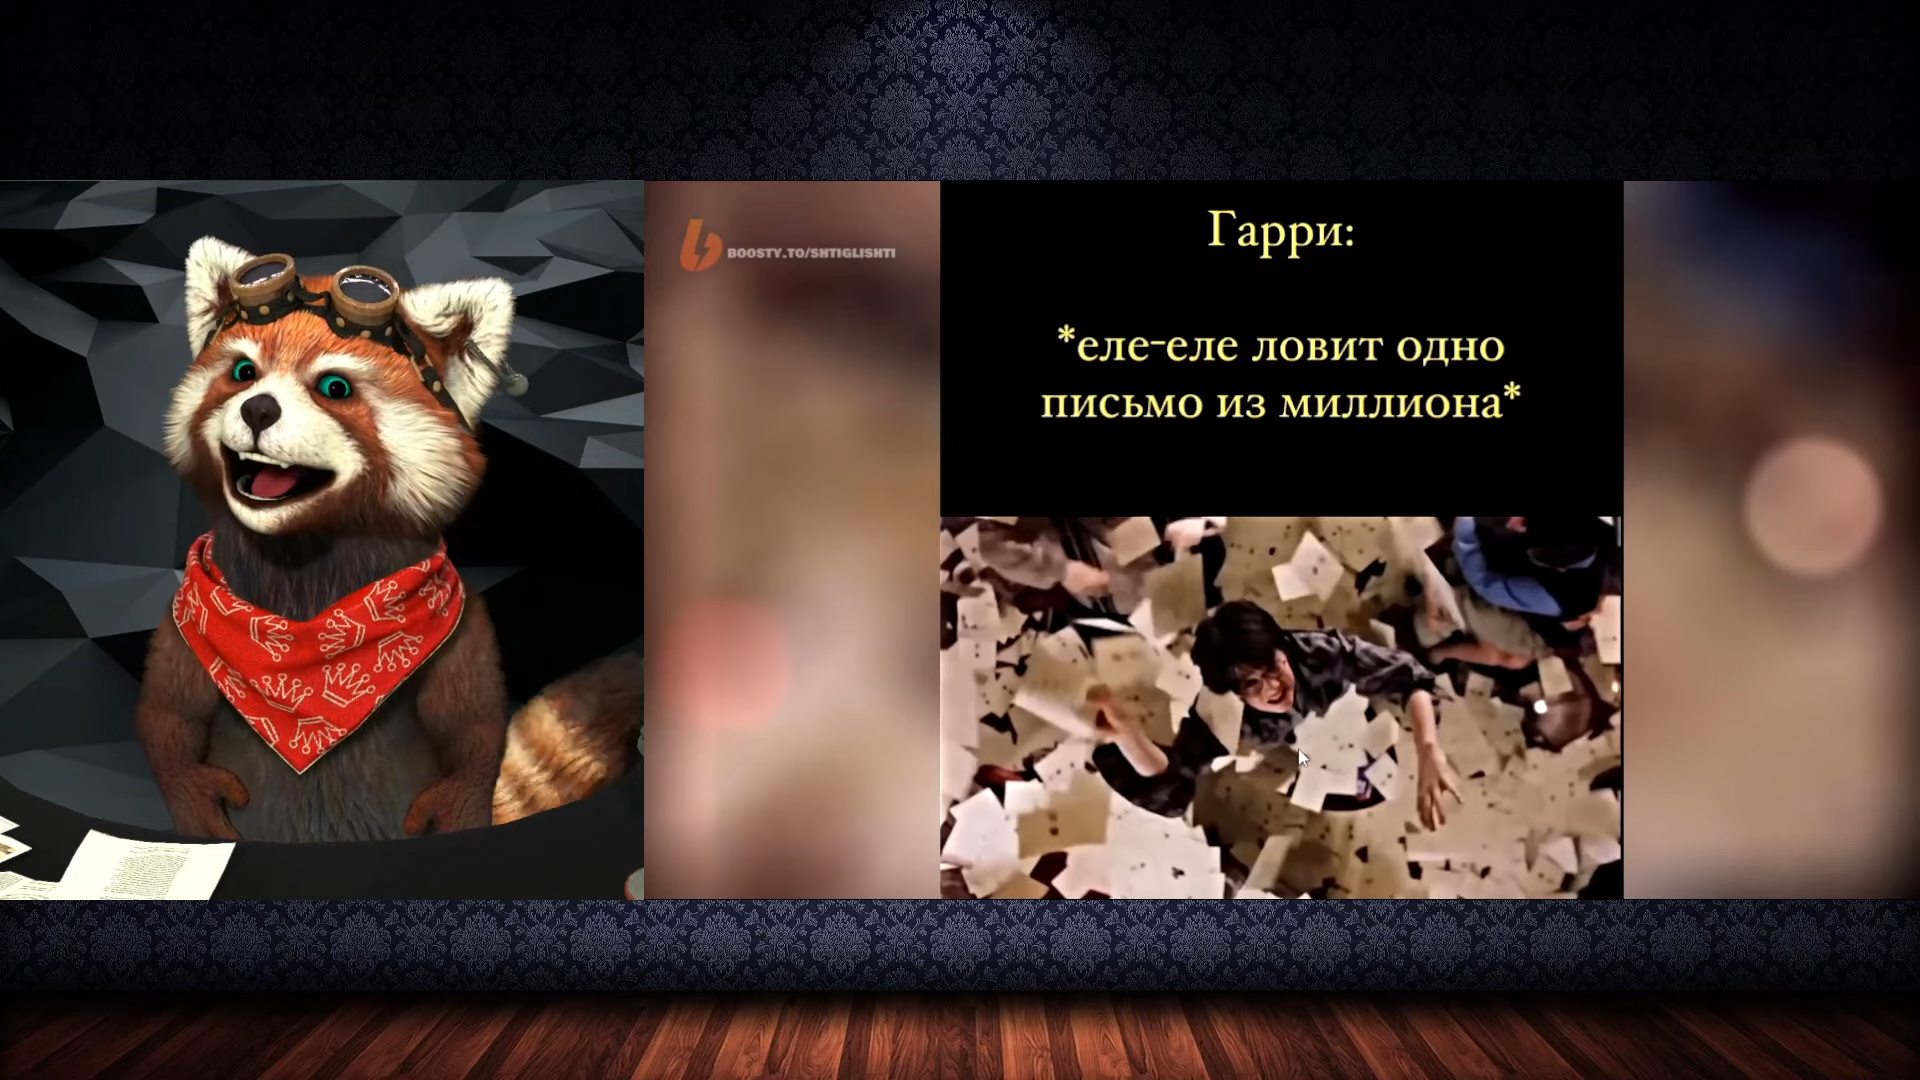 BOOSTY.TO/SHTIGLISHTI
Гарри:
*еле-еле ловит одно
письмо из миллиона*